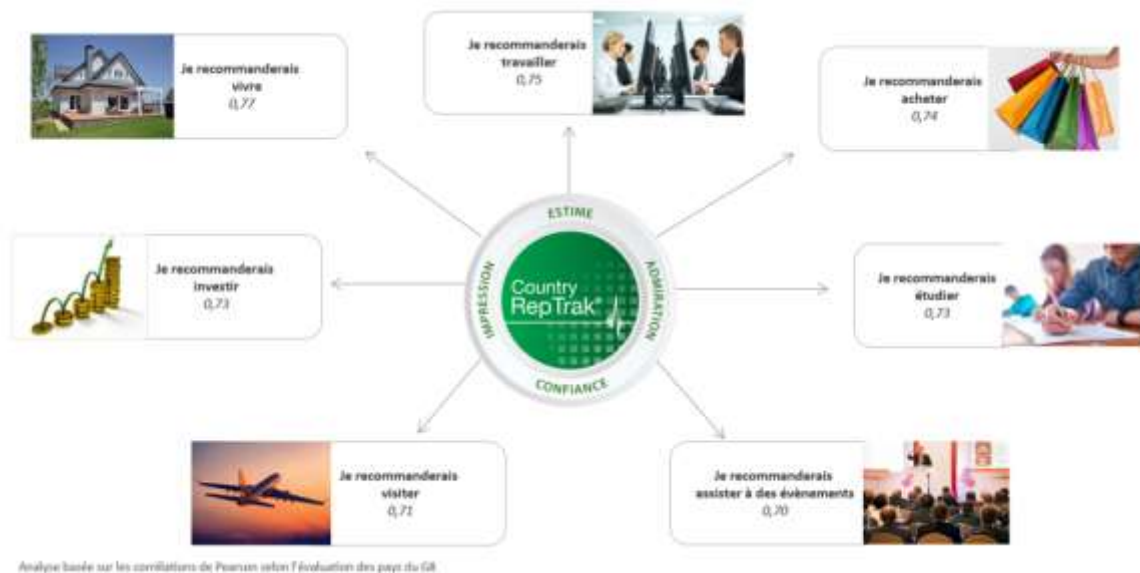 Je recommanderais
vivre
0,77
Je recommanderais
travailler
0,75
Je recommanderais
acheter
0,74
Je recommanderais
investir
0,73
ESTIME
IMPRESSION
ADMIRATION
CONFIANCE
Country
RepTrak®
Je recommanderais
étudier
0,73
Je recommanderais
visiter
0,71
Je recommanderais
assister à des évènements
0,70
Analyse basée sur les corrélations de Pearson selon l'évaluation des pays du G8